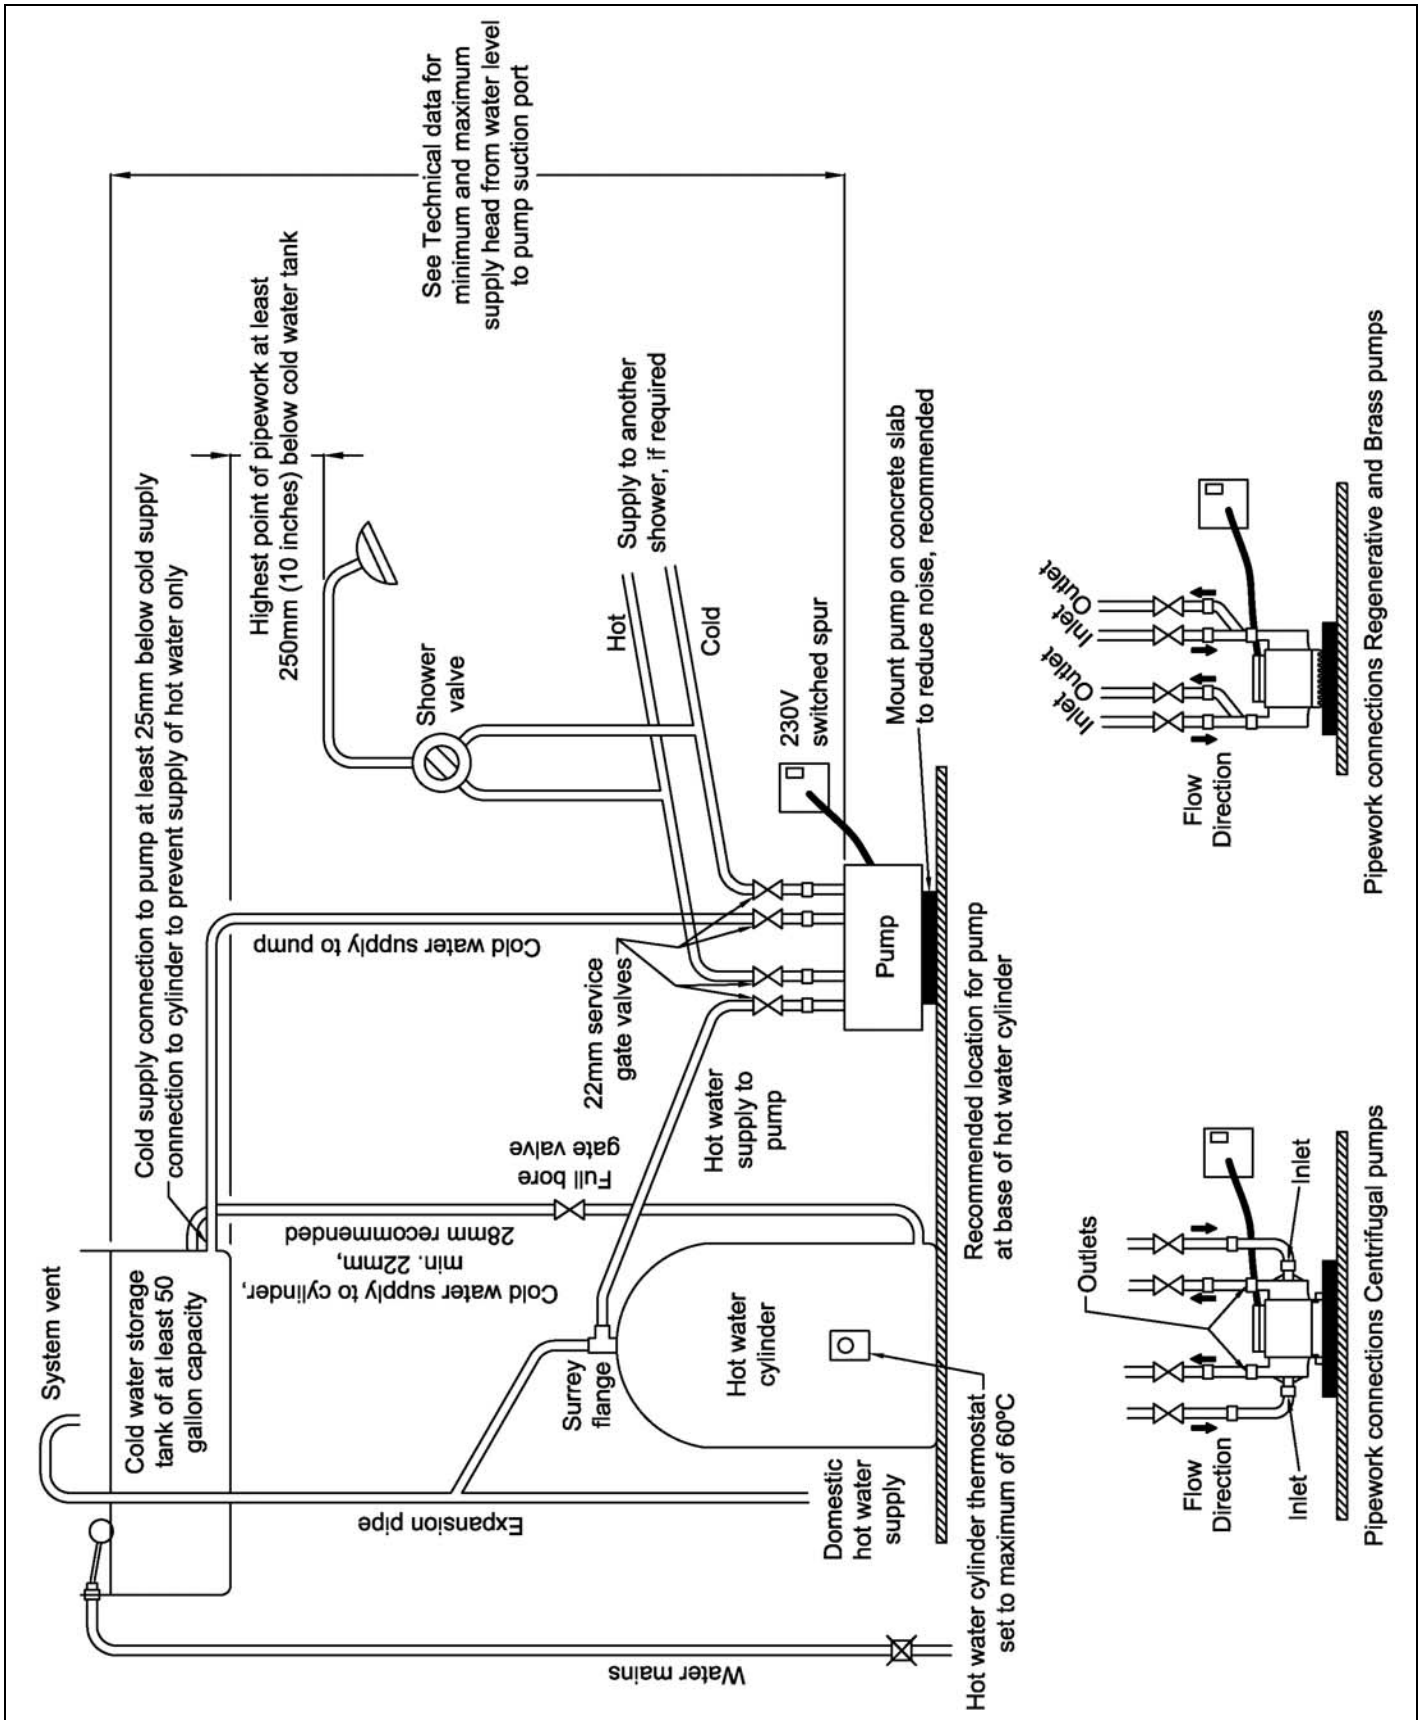 System vent
Cold water storage
tank of at least 50
gallon capacity
Cold supply connection to pump at least 25mm below cold supply
connection to cylinder to prevent supply of hot water only
Highest point of pipework at least
250mm (10 inches) below cold water tank
See Technical data for
minimum and maximum
supply head from water level
to pump suction port
Water mains
Expansion pipe
Cold water supply to cylinder,
min. 22mm,
28mm recommended
Full bore
gate valve
Cold water supply to pump
Shower
valve
Supply to another
shower, if required
Hot
Cold
Surrey
flange
22mm service
gate valves
Hot water
supply to
pump
230V
switched spur
Hot water
cylinder
Domestic
hot water
supply
Pump
Mount pump on concrete slab
to reduce noise, recommended
Hot water cylinder thermostat
set to maximum of 60ºC
Recommended location for pump
at base of hot water cylinder
Outlets
Flow
Direction
Inlet
Inlet
Pipework connections Centrifugal pumps
Inlet
Outlet
Inlet
Outlet
Flow
Direction
Pipework connections Regenerative and Brass pumps